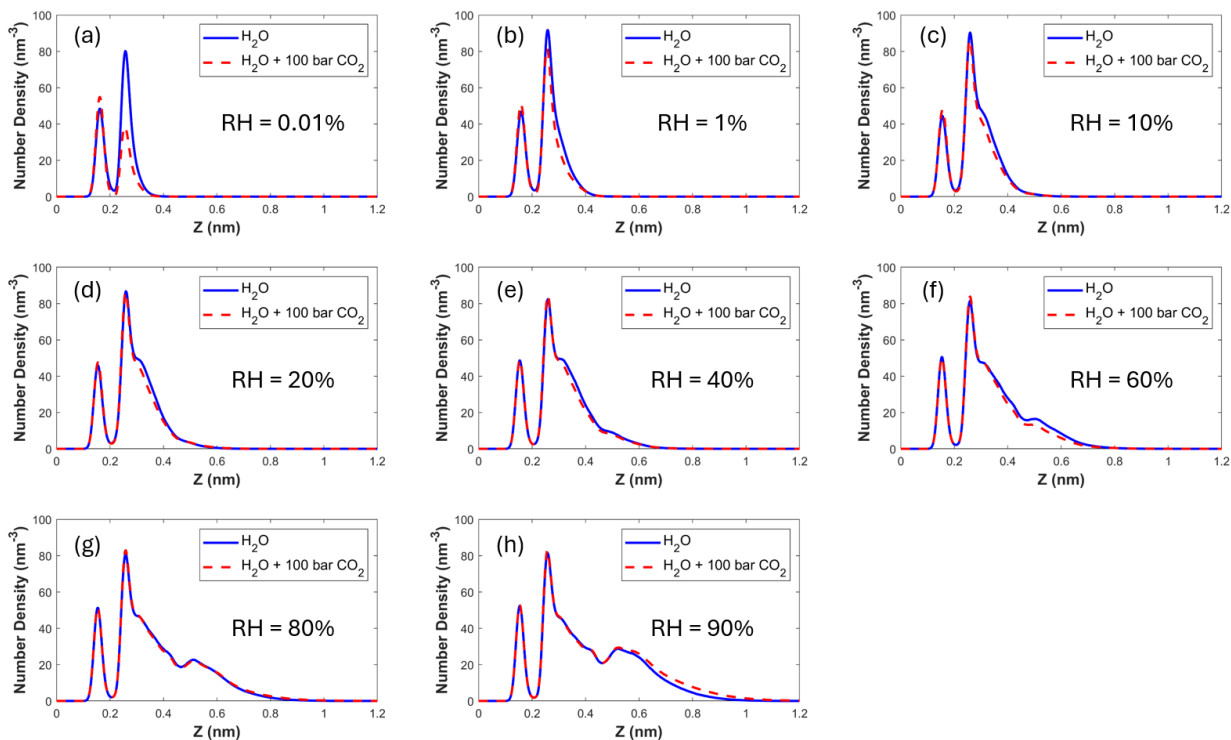 (a)
H₂O
H₂O + 100 bar CO₂
RH = 0.01%
Number Density (nm⁻³)
100
80
60
40
20
0
0 0.2 0.4 0.6 0.8 1 1.2
Z (nm)
(b)
H₂O
H₂O + 100 bar CO₂
RH = 1%
Number Density (nm⁻³)
100
80
60
40
20
0
0 0.2 0.4 0.6 0.8 1 1.2
Z (nm)
(c)
H₂O
H₂O + 100 bar CO₂
RH = 10%
Number Density (nm⁻³)
100
80
60
40
20
0
0 0.2 0.4 0.6 0.8 1 1.2
Z (nm)
(d)
H₂O
H₂O + 100 bar CO₂
RH = 20%
Number Density (nm⁻³)
100
80
60
40
20
0
0 0.2 0.4 0.6 0.8 1 1.2
Z (nm)
(e)
H₂O
H₂O + 100 bar CO₂
RH = 40%
Number Density (nm⁻³)
100
80
60
40
20
0
0 0.2 0.4 0.6 0.8 1 1.2
Z (nm)
(f)
H₂O
H₂O + 100 bar CO₂
RH = 60%
Number Density (nm⁻³)
100
80
60
40
20
0
0 0.2 0.4 0.6 0.8 1 1.2
Z (nm)
(g)
H₂O
H₂O + 100 bar CO₂
RH = 80%
Number Density (nm⁻³)
100
80
60
40
20
0
0 0.2 0.4 0.6 0.8 1 1.2
Z (nm)
(h)
H₂O
H₂O + 100 bar CO₂
RH = 90%
Number Density (nm⁻³)
100
80
60
40
20
0
0 0.2 0.4 0.6 0.8 1 1.2
Z (nm)